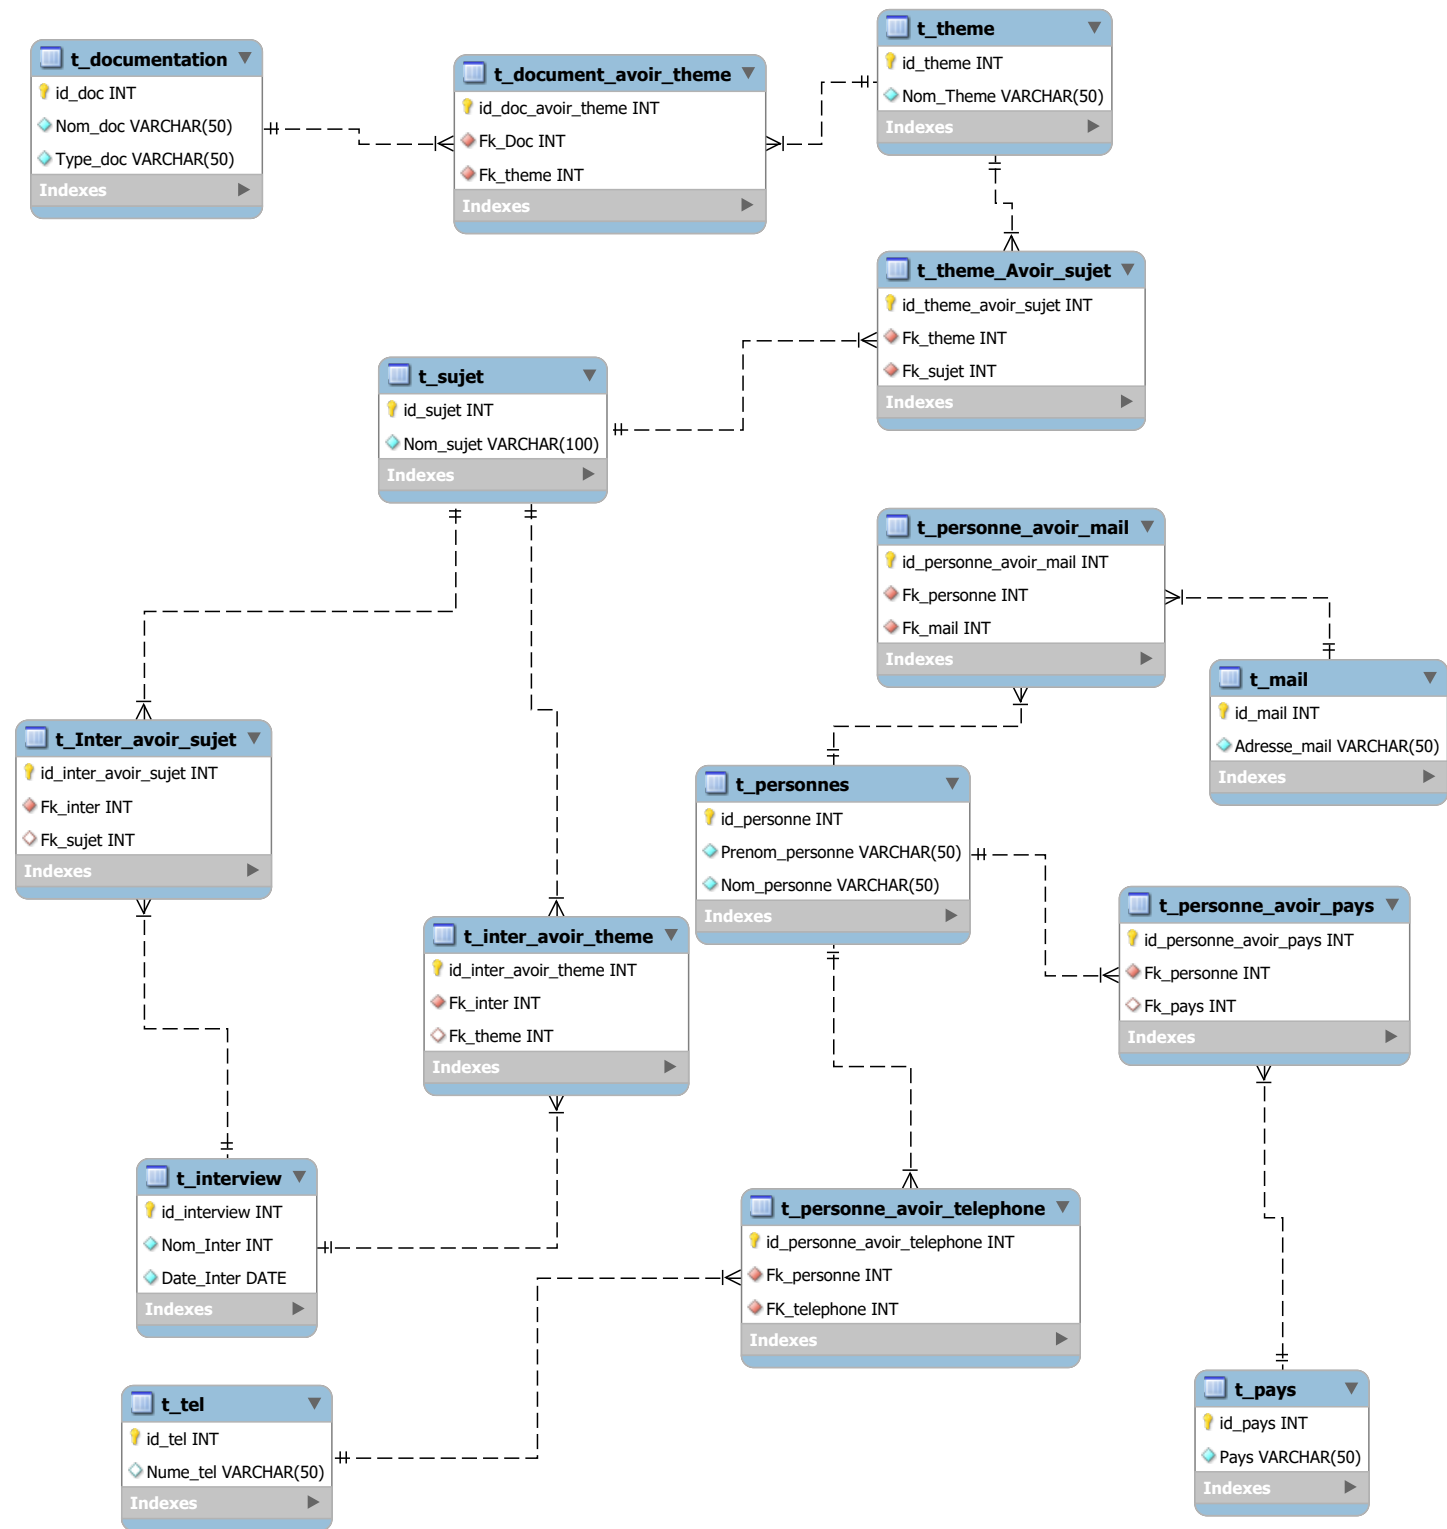 t_documentation
id_doc INT
Nom_doc VARCHAR(50)
Type_doc VARCHAR(50)
Indexes
t_document_avoir_theme
id_doc_avoir_theme INT
Fk_Doc INT
Fk_theme INT
Indexes
t_theme
id_theme INT
Nom_Theme VARCHAR(50)
Indexes
t_theme_Avoir_sujet
id_theme_avoir_sujet INT
Fk_theme INT
Fk_sujet INT
Indexes
t_sujet
id_sujet INT
Nom_sujet VARCHAR(100)
Indexes
t_personne_avoir_mail
id_personne_avoir_mail INT
Fk_personne INT
Fk_mail INT
Indexes
t_mail
id_mail INT
Adresse_mail VARCHAR(50)
Indexes
t_Inter_avoir_sujet
id_inter_avoir_sujet INT
Fk_inter INT
Fk_sujet INT
Indexes
t_personnes
id_personne INT
Prenom_personne VARCHAR(50)
Nom_personne VARCHAR(50)
Indexes
t_personne_avoir_pays
id_personne_avoir_pays INT
Fk_personne INT
Fk_pays INT
Indexes
t_inter_avoir_theme
id_inter_avoir_theme INT
Fk_inter INT
Fk_theme INT
Indexes
t_interview
id_interview INT
Nom_Inter INT
Date_Inter DATE
Indexes
t_personne_avoir_telephone
id_personne_avoir_telephone INT
Fk_personne INT
FK_telephone INT
Indexes
t_tel
id_tel INT
Nume_tel VARCHAR(50)
Indexes
t_pays
id_pays INT
Pays VARCHAR(50)
Indexes